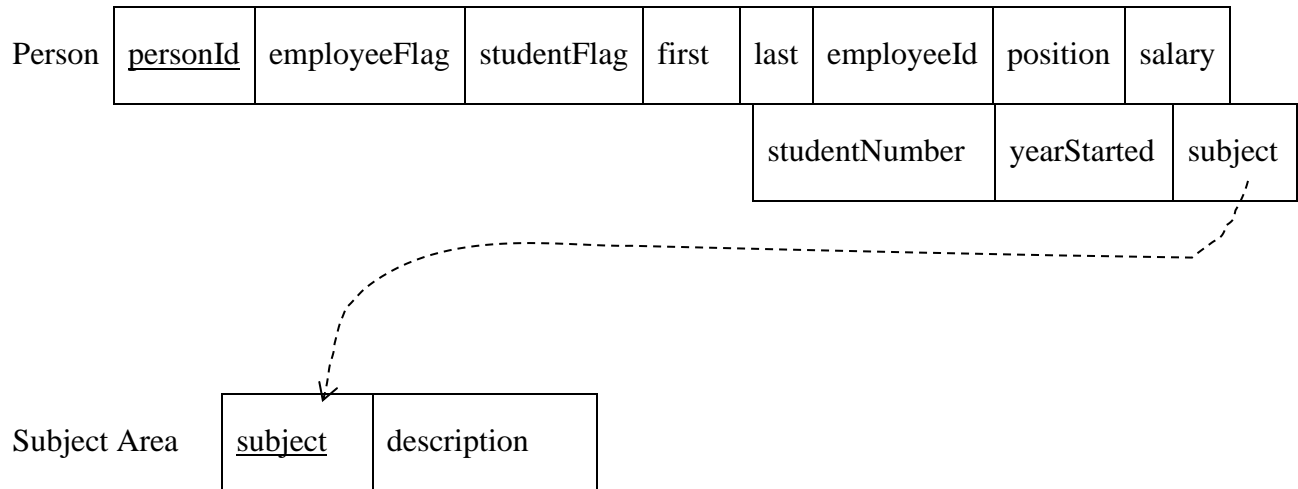 Person personId employeeFlag studentFlag first last employeeId position salary
studentNumber yearStarted subject
Subject Area subject description